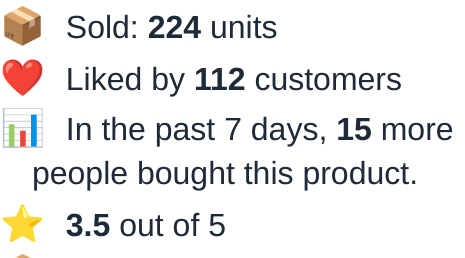 📦 Sold: 224 units
❤️ Liked by 112 customers
📊 In the past 7 days, 15 more
people bought this product.
⭐ 3.5 out of 5